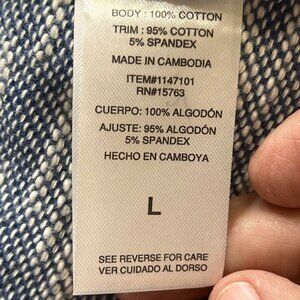 BODY : 100% COTTON
TRIM : 95% COTTON
5% SPANDEX
MADE IN CAMBODIA
ITEM#1147101
RN#15763
CUERPO: 100% ALGODÓN
AJUSTE: 95% ALGODÓN
5% SPANDEX
HECHO EN CAMBOYA
L
SEE REVERSE FOR CARE
VER CUIDADO AL DORSO